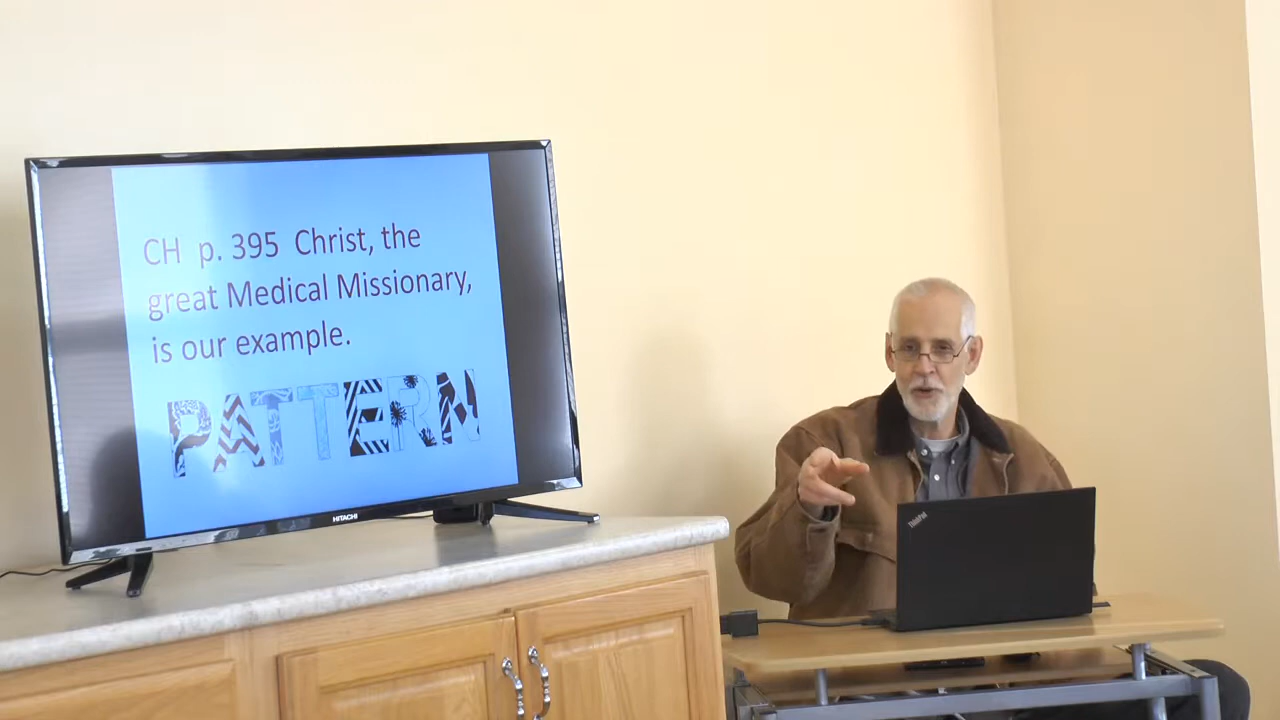 CH p. 395 Christ, the
great Medical Missionary,
is our example.
PATTERN
HITACHI
ThinkPad